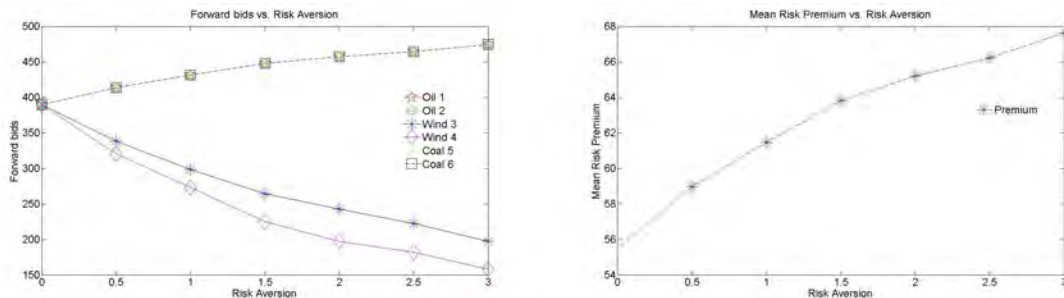 Forward bids vs. Risk Aversion
500
450
400
350
300
250
200
150
Forward bids
0
0.5
1
1.5
2
2.5
3
Risk Aversion
Oil 1
Oil 2
Wind 3
Wind 4
Coal 5
Coal 6
Mean Risk Premium vs. Risk Aversion
68
66
64
62
60
58
56
54
Mean Risk Premium
0
0.5
1
1.5
2
2.5
3
Risk Aversion
Premium